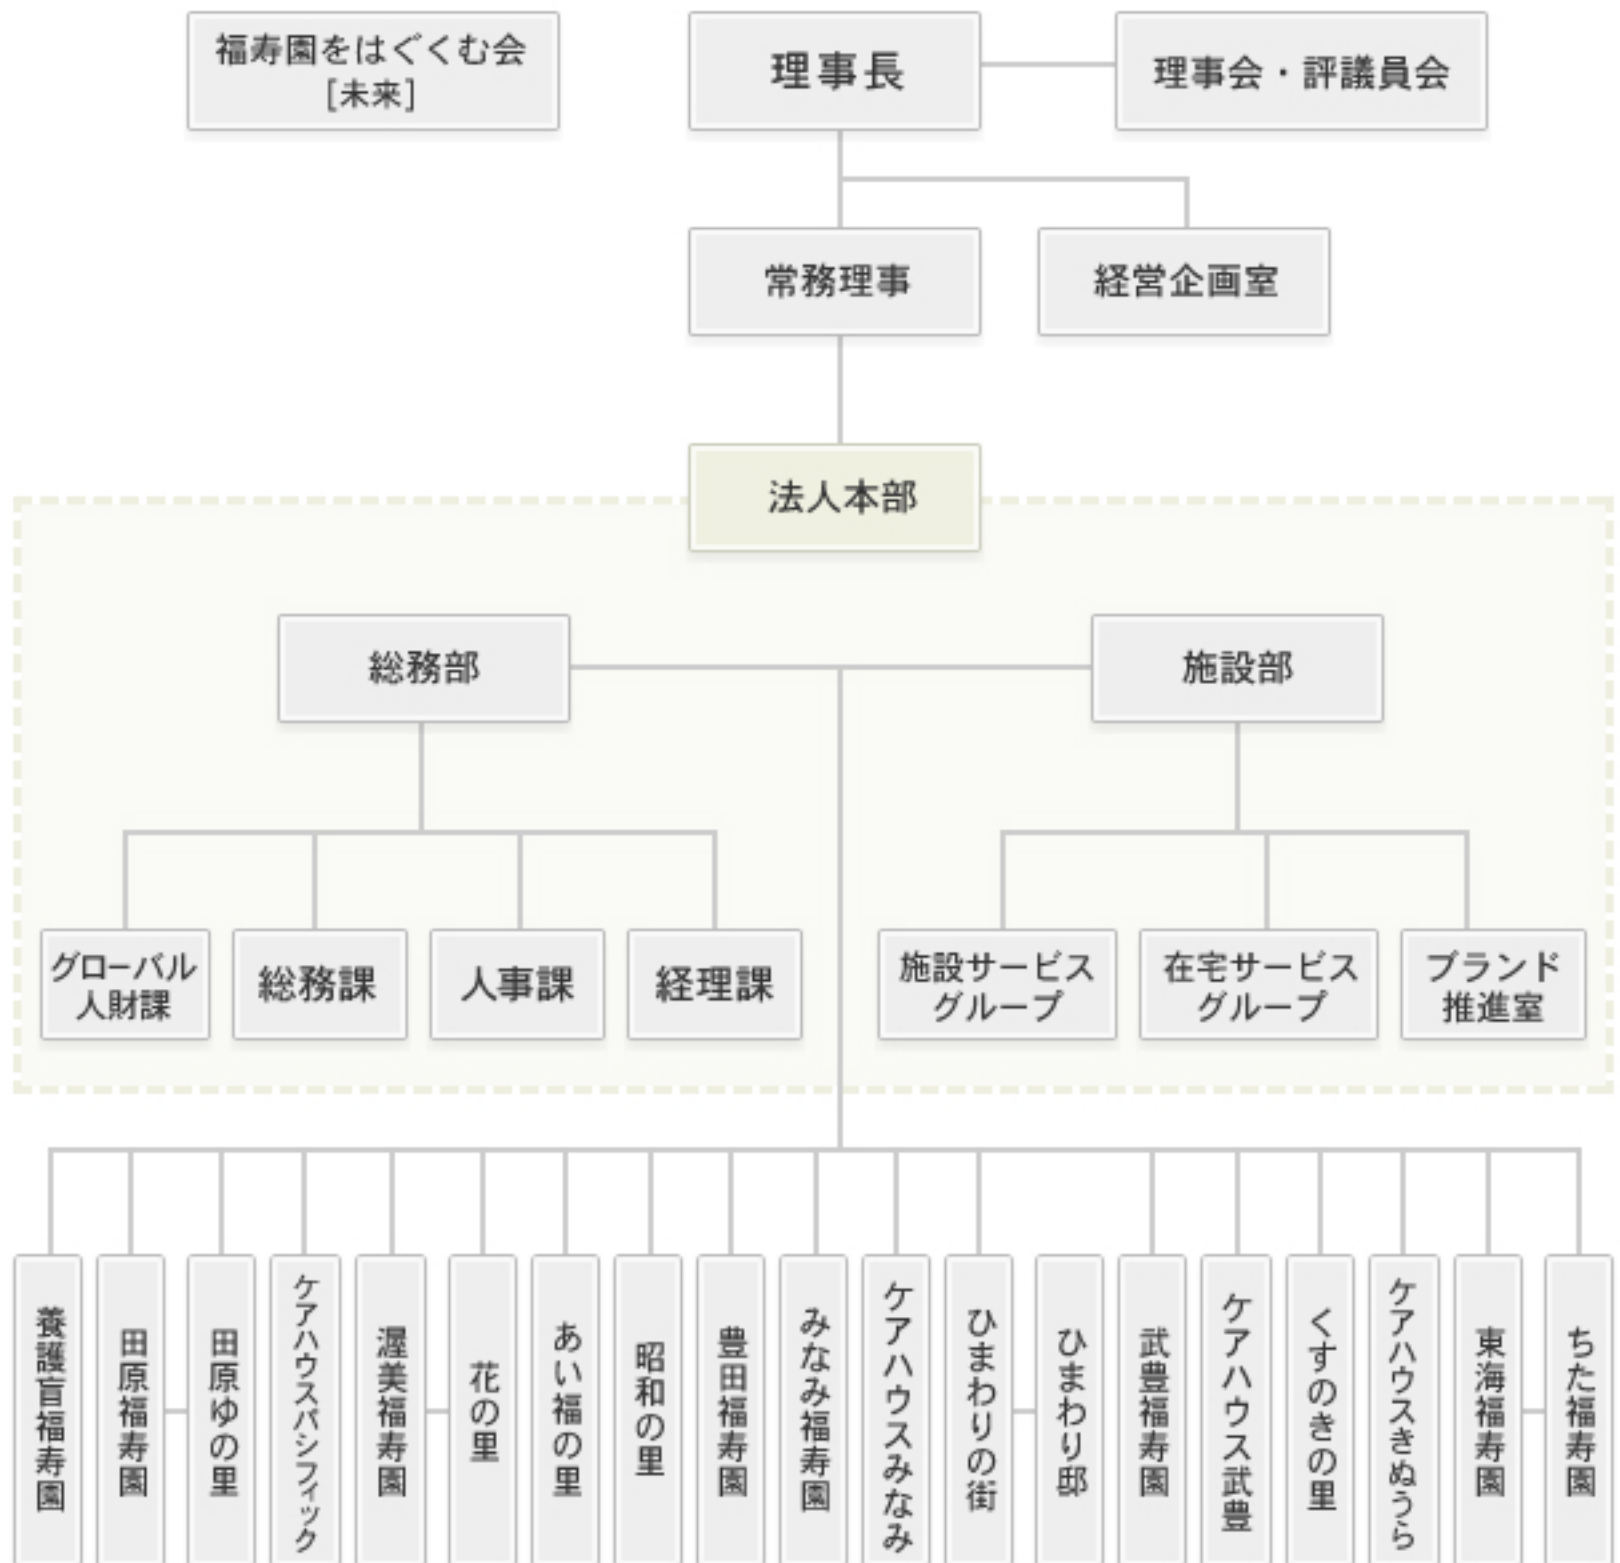 福寿園をはぐくむ会
[未来]
理事長
理事会・評議員会
常務理事
経営企画室
法人本部
総務部
施設部
グローバル
人財課
総務課
人事課
経理課
施設サービス
グループ
在宅サービス
グループ
ブランド
推進室
養護盲福寿園
田原福寿園
田原ゆの里
ケアハウスパシフィック
渥美福寿園
花の里
あい福の里
昭和の里
豊田福寿園
みなみ福寿園
ケアハウスみなみ
ひまわりの街
ひまわり邸
武豊福寿園
ケアハウス武豊
くすのきの里
ケアハウスきぬうら
東海福寿園
ちた福寿園